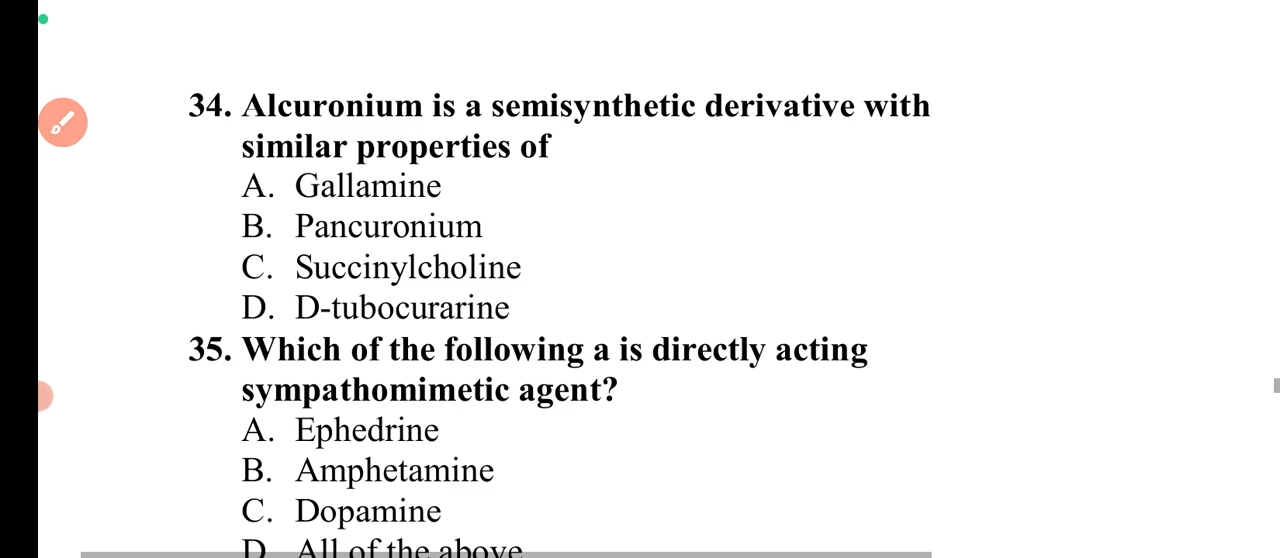 34. Alcuronium is a semisynthetic derivative with
similar properties of
A. Gallamine
B. Pancuronium
C. Succinylcholine
D. D-tubocurarine
35. Which of the following a is directly acting
sympathomimetic agent?
A. Ephedrine
B. Amphetamine
C. Dopamine
D. All of the above